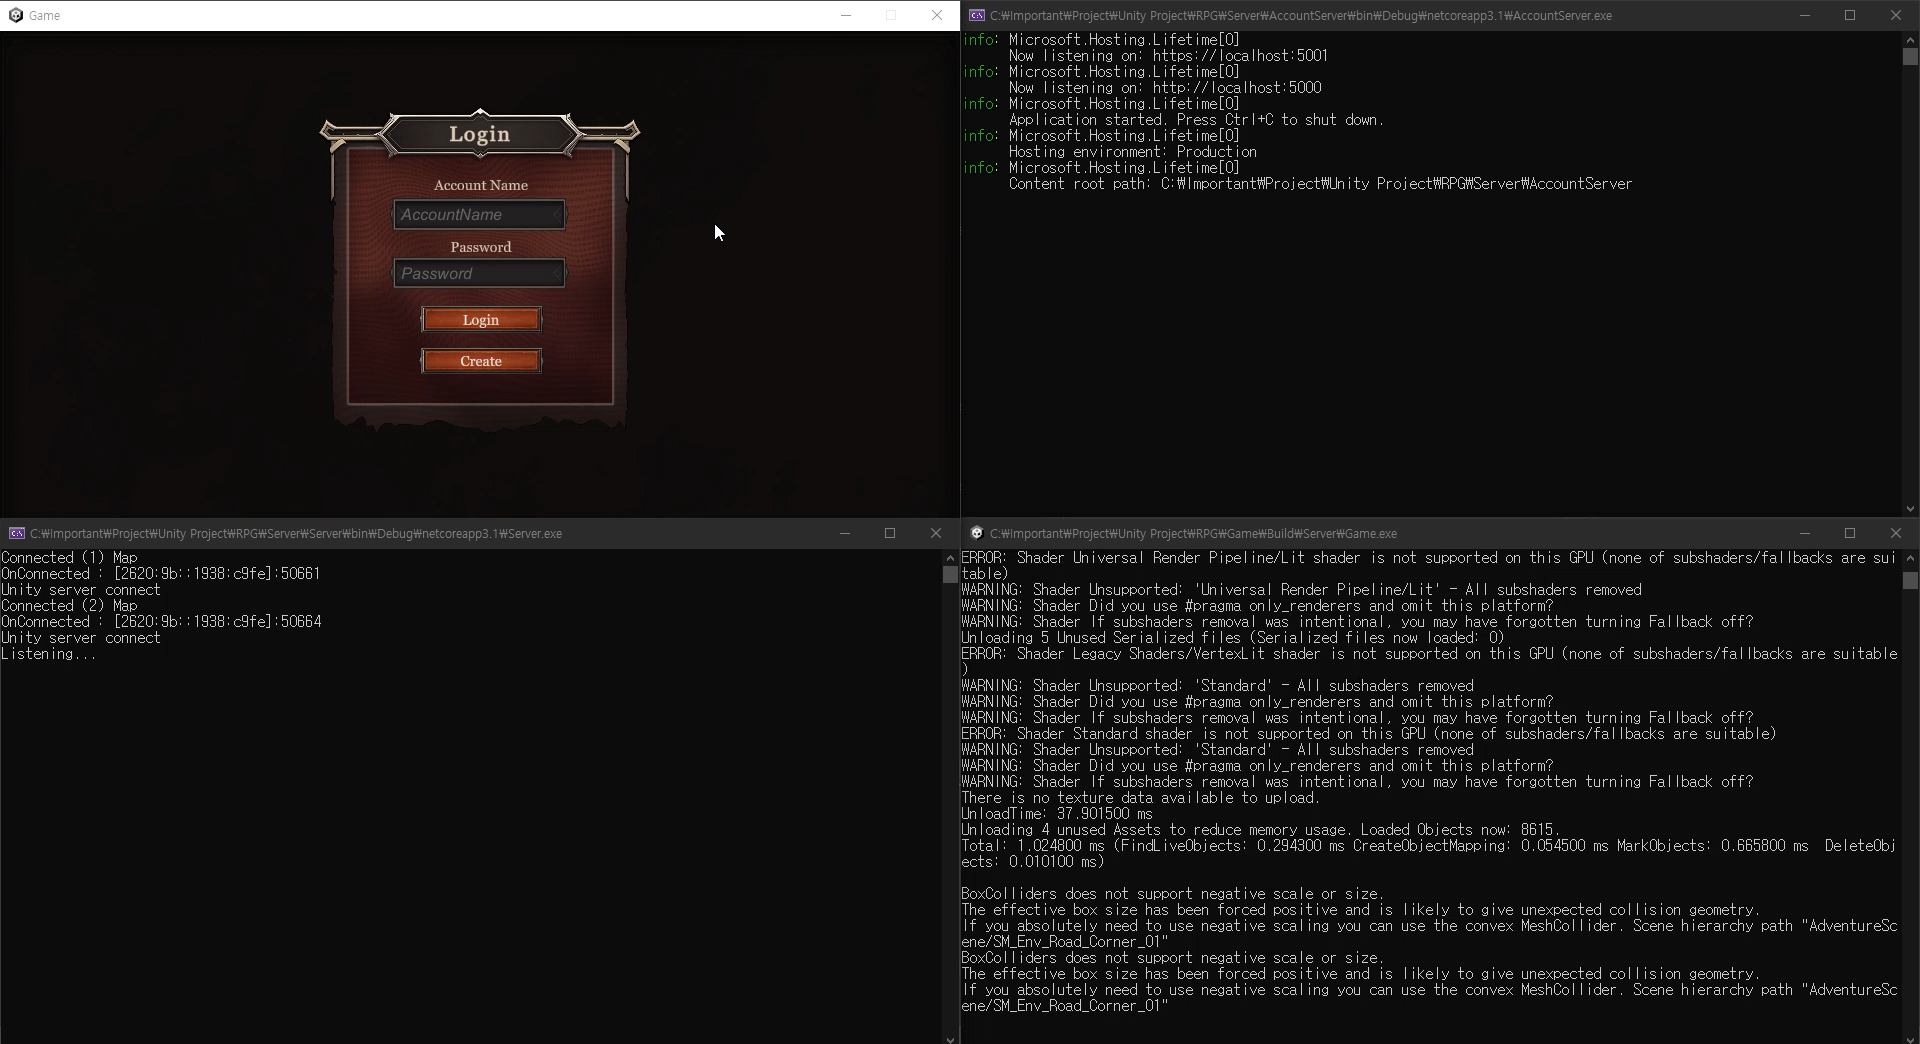 Game
Login
Account Name
AccountName
Password
Password
Login
Create
C:₩Important₩Project₩Unity Project₩RPG₩Server₩AccountServer₩bin₩Debug₩netcoreapp3.1₩AccountServer.exe
info: Microsoft.Hosting.Lifetime[0]
Now listening on: https://localhost:5001
info: Microsoft.Hosting.Lifetime[0]
Now listening on: http://localhost:5000
info: Microsoft.Hosting.Lifetime[0]
Application started. Press Ctrl+C to shut down.
info: Microsoft.Hosting.Lifetime[0]
Hosting environment: Production
info: Microsoft.Hosting.Lifetime[0]
Content root path: C:₩Important₩Project₩Unity Project₩RPG₩Server₩AccountServer
C:₩Important₩Project₩Unity Project₩RPG₩Server₩Server₩bin₩Debug₩netcoreapp3.1₩Server.exe
Connected (1) Map
OnConnected : [2620:9b::1938:c9fe]:50661
Unity server connect
Connected (2) Map
OnConnected : [2620:9b::1938:c9fe]:50664
Unity server connect
Listening...
C:₩Important₩Project₩Unity Project₩RPG₩Game₩Build₩Server₩Game.exe
ERROR: Shader Universal Render Pipeline/Lit shader is not supported on this GPU (none of subshaders/fallbacks are sui
table)
WARNING: Shader Unsupported: 'Universal Render Pipeline/Lit' - All subshaders removed
WARNING: Shader Did you use #pragma only_renderers and omit this platform?
WARNING: Shader If subshaders removal was intentional, you may have forgotten turning Fallback off?
Unloading 5 Unused Serialized files (Serialized files now loaded: 0)
ERROR: Shader Legacy Shaders/VertexLit shader is not supported on this GPU (none of subshaders/fallbacks are suitable
)
WARNING: Shader Unsupported: 'Standard' - All subshaders removed
WARNING: Shader Did you use #pragma only_renderers and omit this platform?
WARNING: Shader If subshaders removal was intentional, you may have forgotten turning Fallback off?
ERROR: Shader Standard shader is not supported on this GPU (none of subshaders/fallbacks are suitable)
WARNING: Shader Unsupported: 'Standard' - All subshaders removed
WARNING: Shader Did you use #pragma only_renderers and omit this platform?
WARNING: Shader If subshaders removal was intentional, you may have forgotten turning Fallback off?
There is no texture data available to upload.
UnloadTime: 37.901500 ms
Unloading 4 unused Assets to reduce memory usage. Loaded Objects now: 8615.
Total: 1.024800 ms (FindLiveObjects: 0.294300 ms CreateObjectMapping: 0.054500 ms MarkObjects: 0.665800 ms  DeleteObj
ects: 0.010100 ms)
BoxColliders does not support negative scale or size.
The effective box size has been forced positive and is likely to give unexpected collision geometry.
If you absolutely need to use negative scaling you can use the convex MeshCollider. Scene hierarchy path "AdventureSc
ene/SM_Env_Road_Corner_01"
BoxColliders does not support negative scale or size.
The effective box size has been forced positive and is likely to give unexpected collision geometry.
If you absolutely need to use negative scaling you can use the convex MeshCollider. Scene hierarchy path "AdventureSc
ene/SM_Env_Road_Corner_01"